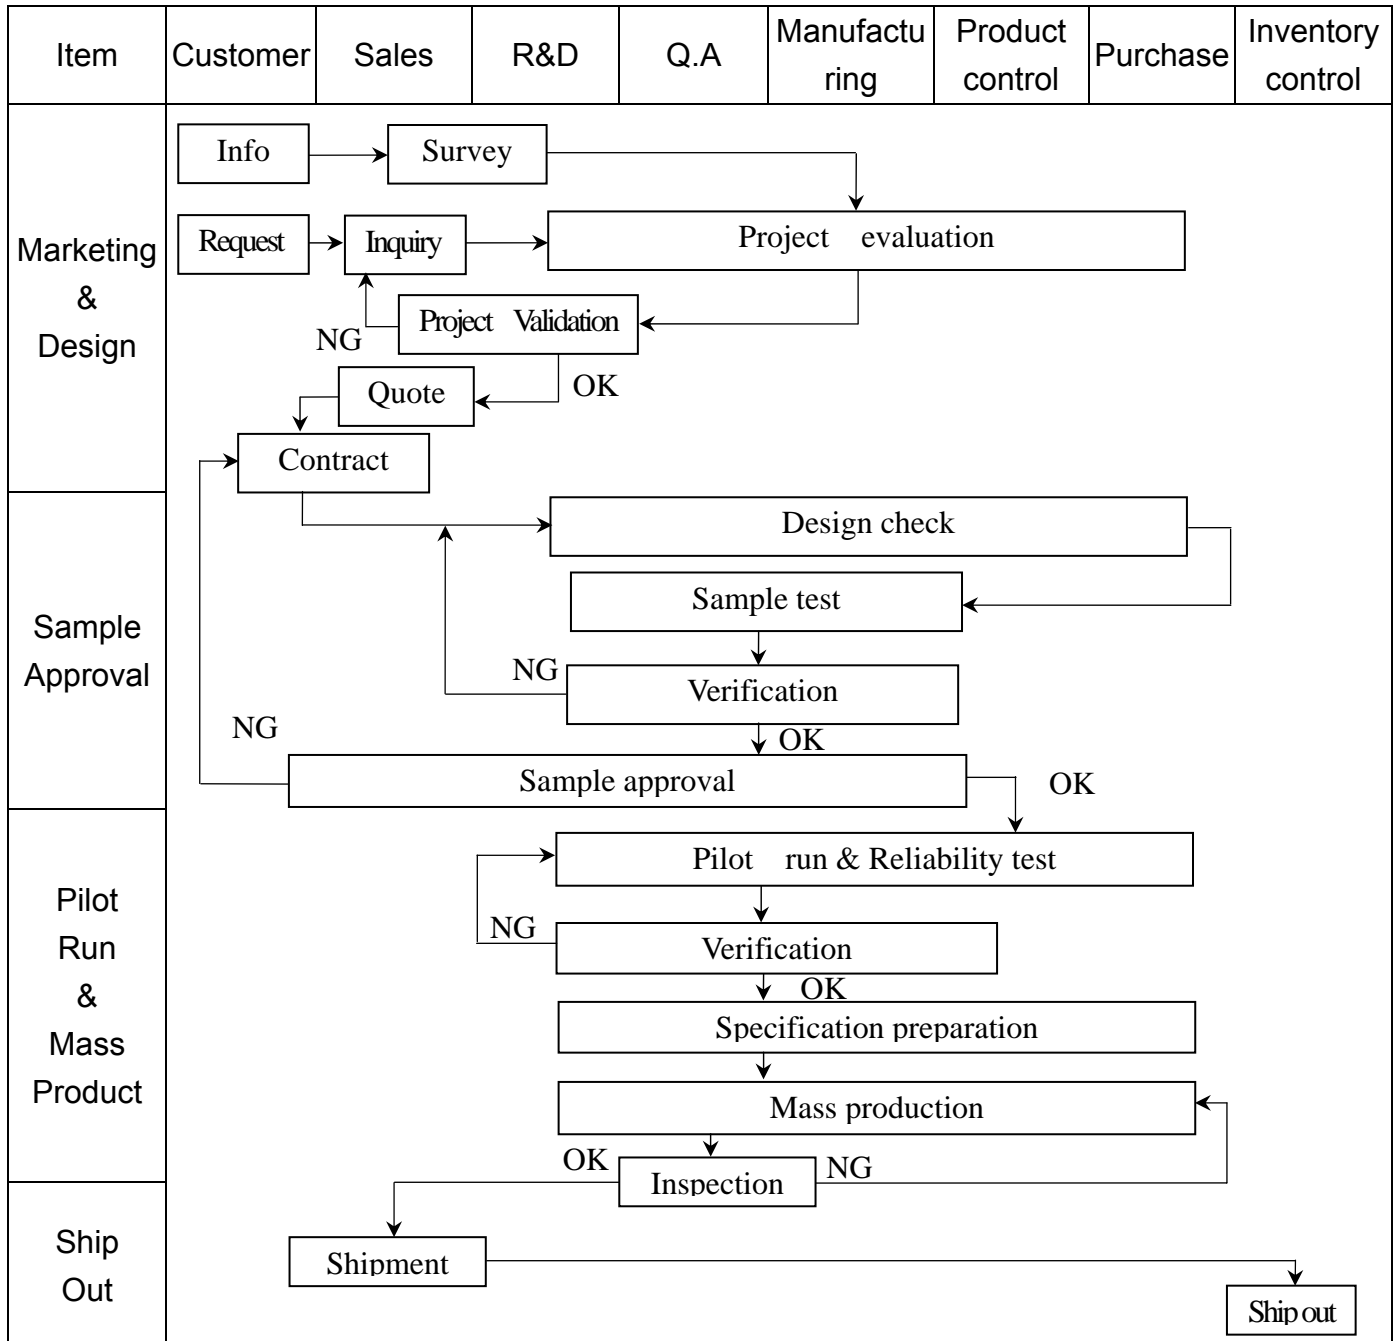 Item Customer Sales R&D Q.A Manufactu Product Purchase Inventory
ring control control
Info Survey
Marketing
&
Design
Request Inquiry Project evaluation
Project Validation
NG
Quote OK
Contract
Sample
Approval
Design check
Sample test
NG Verification
NG OK
Sample approval OK
Pilot
Run
&
Mass
Product
Pilot run & Reliability test
NG Verification
OK
Specification preparation
Mass production
OK Inspection NG
Ship
Out
Shipment
Ship out